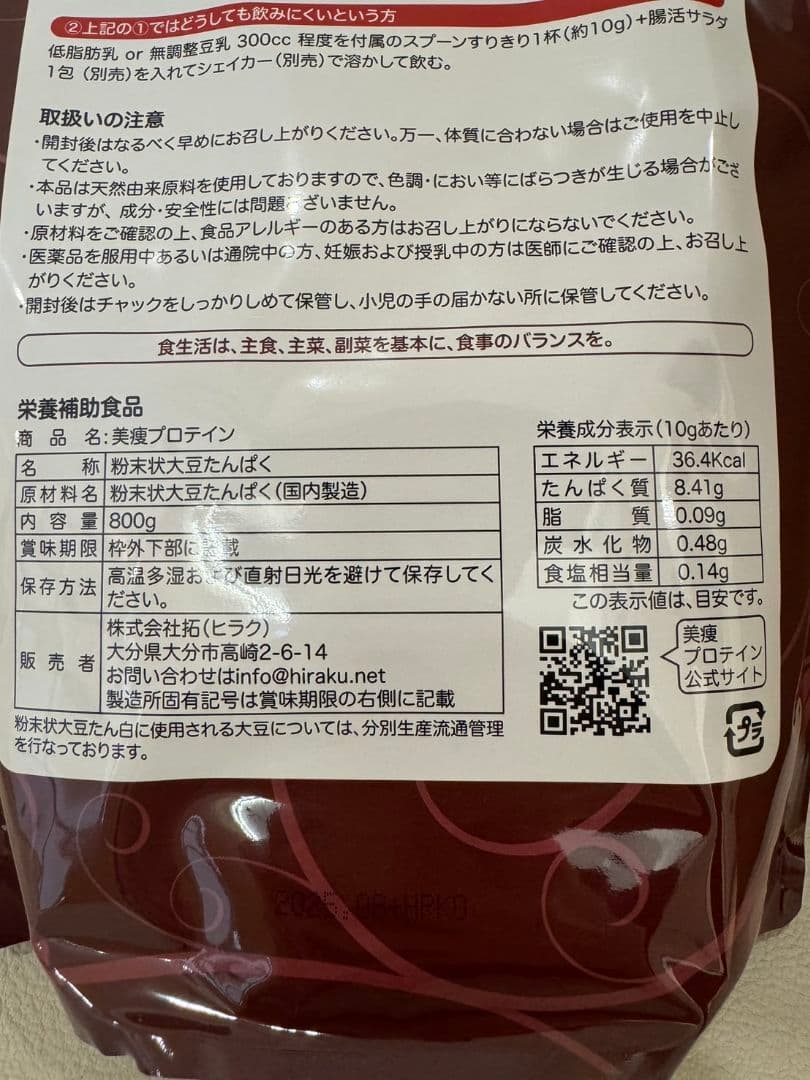 ②上記の①ではどうしても飲みにくいという方
低脂肪乳 or 無調整豆乳 300cc 程度を付属のスプーンすりきり1杯(約10g)+腸活サラダ
1包(別売)を入れてシェイカー(別売)で溶かして飲む。
取扱いの注意
・開封後はなるべく早めにお召し上がりください。万一、体質に合わない場合はご使用を中止し
てください。
・本品は天然由来原料を使用しておりますので、色調・におい等にばらつきが生じる場合がござ
いますが、成分・安全性には問題ございません。
・原材料をご確認の上、食品アレルギーのある方はお召し上がりにならないでください。
・医薬品を服用中あるいは通院中の方、妊娠および授乳中の方は医師にご確認の上、お召し上
がりください。
・開封後はチャックをしっかりしめて保管し、小児の手の届かない所に保管してください。
食生活は、主食、主菜、副菜を基本に、食事のバランスを。
栄養補助食品
商品名:美痩プロテイン
名称 粉末状大豆たんぱく
原材料名 粉末状大豆たんぱく(国内製造)
内容量 800g
賞味期限 枠外下部に記載
保存方法 高温多湿および直射日光を避けて保存してく
ださい。
販売者 株式会社拓(ヒラク)
大分県大分市高崎2-6-14
お問い合わせはinfo@hiraku.net
製造所固有記号は賞味期限の右側に記載
粉末状大豆たん白に使用される大豆については、分別生産流通管理
を行なっております。
栄養成分表示(10gあたり)
エネルギー 36.4Kcal
たんぱく質 8.41g
脂質 0.09g
炭水化物 0.48g
食塩相当量 0.14g
この表示値は、目安です。
美痩
プロテイン
公式サイト
プラ